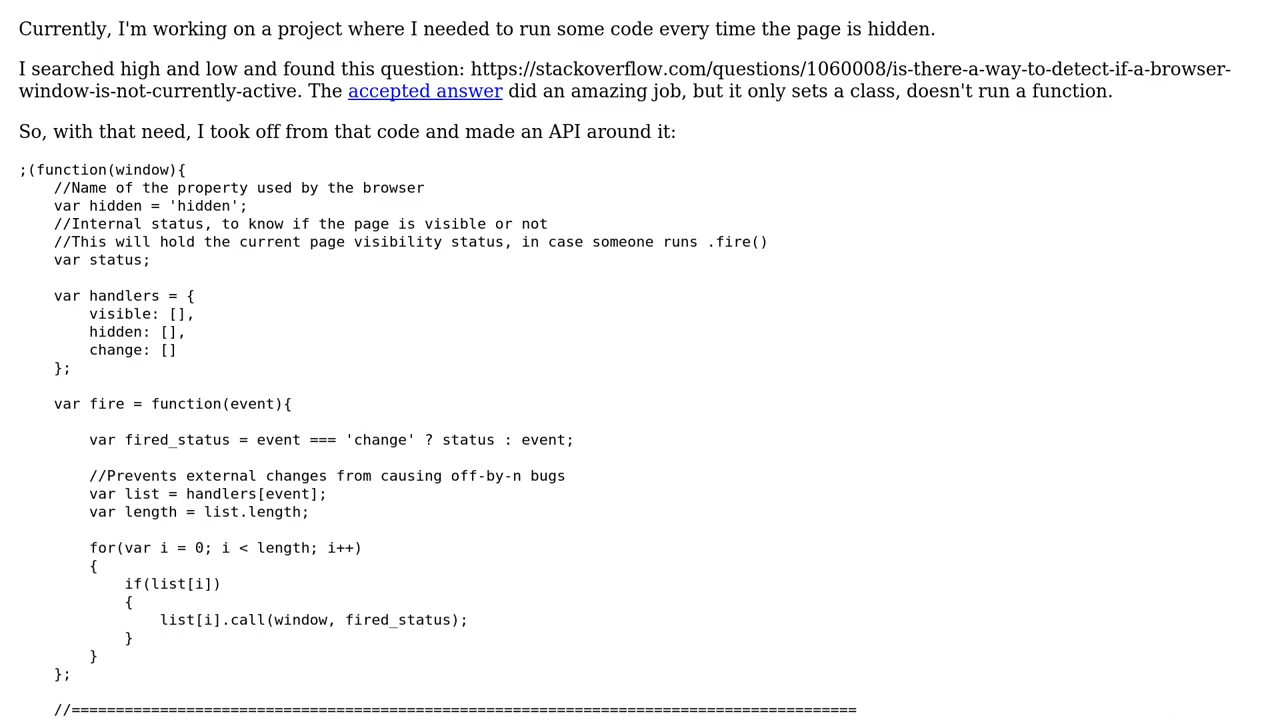 Currently, I'm working on a project where I needed to run some code every time the page is hidden.
I searched high and low and found this question: https://stackoverflow.com/questions/1060008/is-there-a-way-to-detect-if-a-browser-
window-is-not-currently-active. The accepted answer did an amazing job, but it only sets a class, doesn't run a function.
So, with that need, I took off from that code and made an API around it:
;(function(window){
    //Name of the property used by the browser
    var hidden = 'hidden';
    //Internal status, to know if the page is visible or not
    //This will hold the current page visibility status, in case someone runs .fire()
    var status;
    var handlers = {
        visible: [],
        hidden: [],
        change: []
    };
    var fire = function(event){
        var fired_status = event === 'change' ? status : event;
        //Prevents external changes from causing off-by-n bugs
        var list = handlers[event];
        var length = list.length;
        for(var i = 0; i < length; i++)
        {
            if(list[i])
            {
                list[i].call(window, fired_status);
            }
        }
    };
    //=========================================================================================